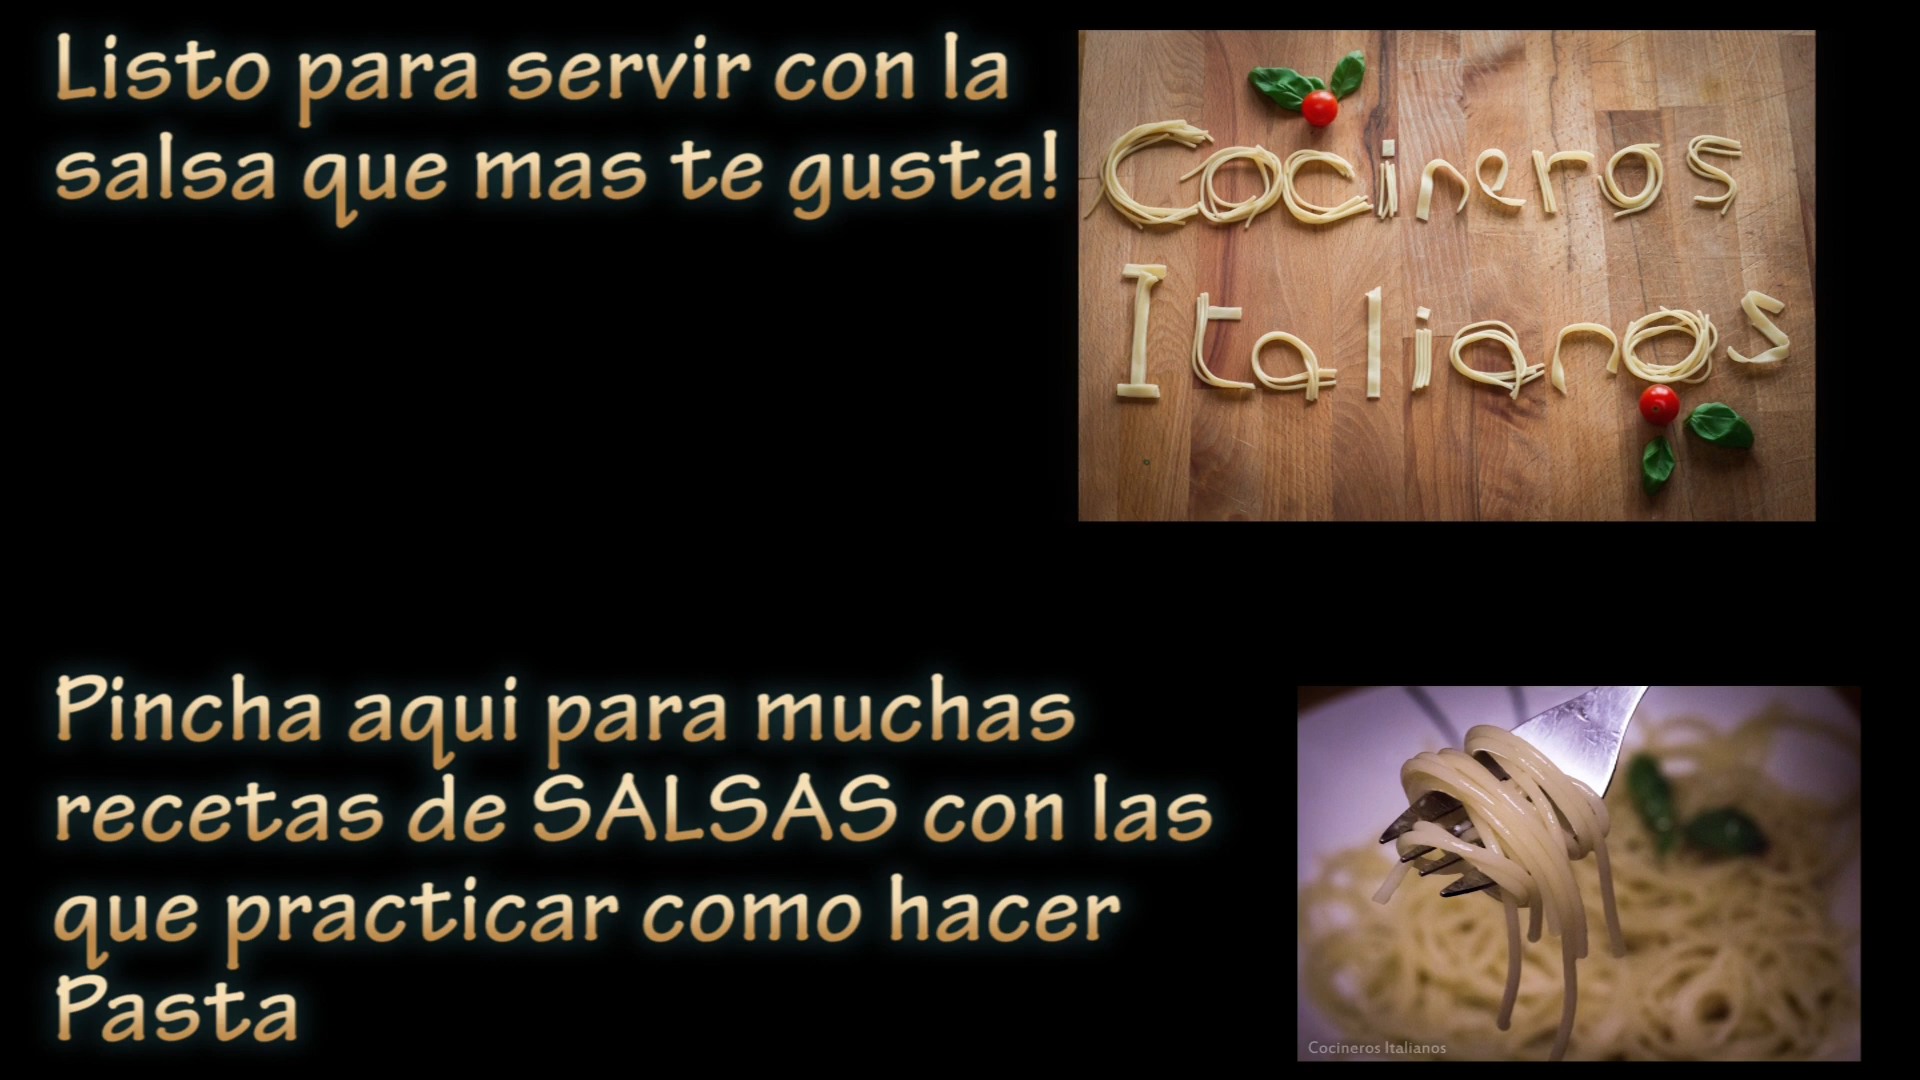 Listo para servir con la
salsa que mas te gusta!
Cocineros
Italianos
Pincha aqui para muchas
recetas de SALSAS con las
que practicar como hacer
Pasta
Cocineros Italianos